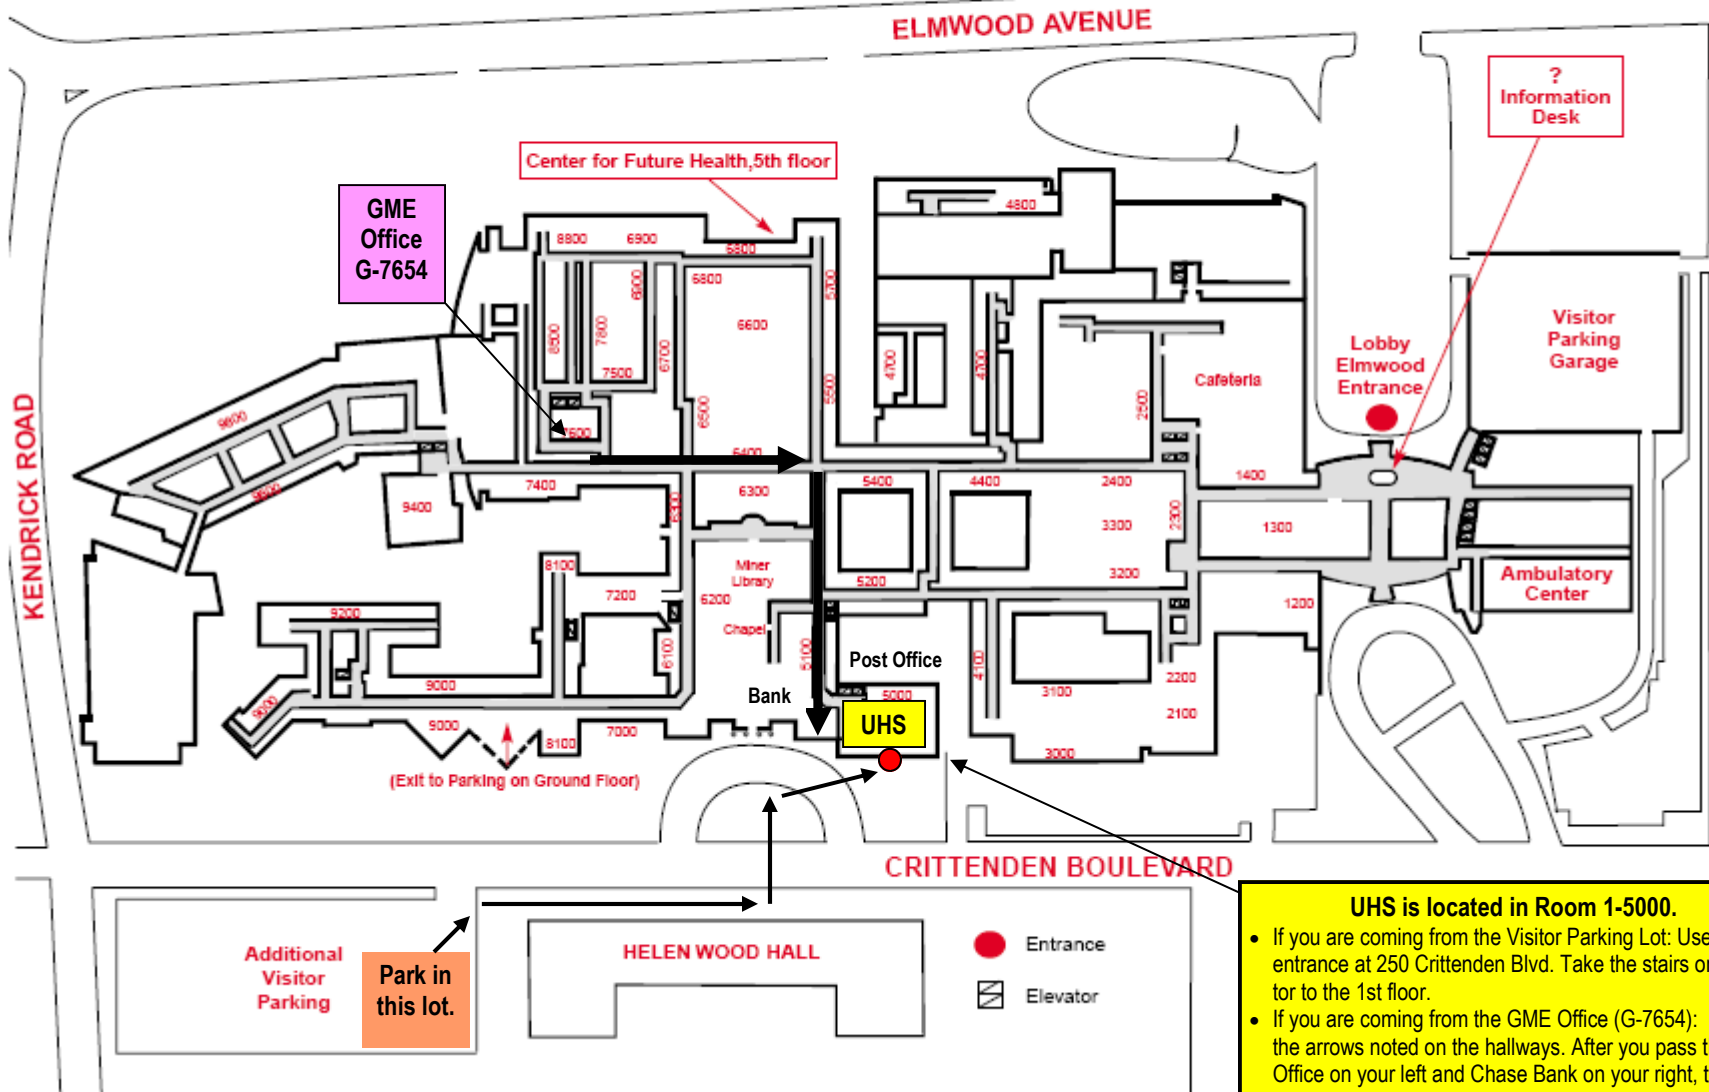 ELMWOOD AVENUE
?
Information
Desk
Center for Future Health,5th floor
GME
Office
G-7654
4800
8800
6900
6800
5700
6800
6900
6600
7800
8500
6700
7500
5500
4700
4700
Visitor
Parking
Garage
Lobby
Elmwood
Entrance
Cafeteria
2500
9800
6500
7600
6400
KENDRICK ROAD
9600
7400
6300
5400
4400
2400
1400
9400
6300
3300
2300
1300
8100
Miner
Library
5200
3200
Ambulatory
Center
7200
6200
1200
9200
Chapel
6100
5100
Post Office
4100
2200
9000
Bank
5000
3100
2100
9000
UHS
9000
7000
8100
3000
(Exit to Parking on Ground Floor)
CRITTENDEN BOULEVARD
Additional
Visitor
Parking
Park in
this lot.
HELEN WOOD HALL
Entrance
Elevator
UHS is located in Room 1-5000.
• If you are coming from the Visitor Parking Lot: Use
entrance at 250 Crittenden Blvd. Take the stairs or
tor to the 1st floor.
• If you are coming from the GME Office (G-7654):
the arrows noted on the hallways. After you pass t
Office on your left and Chase Bank on your right, t